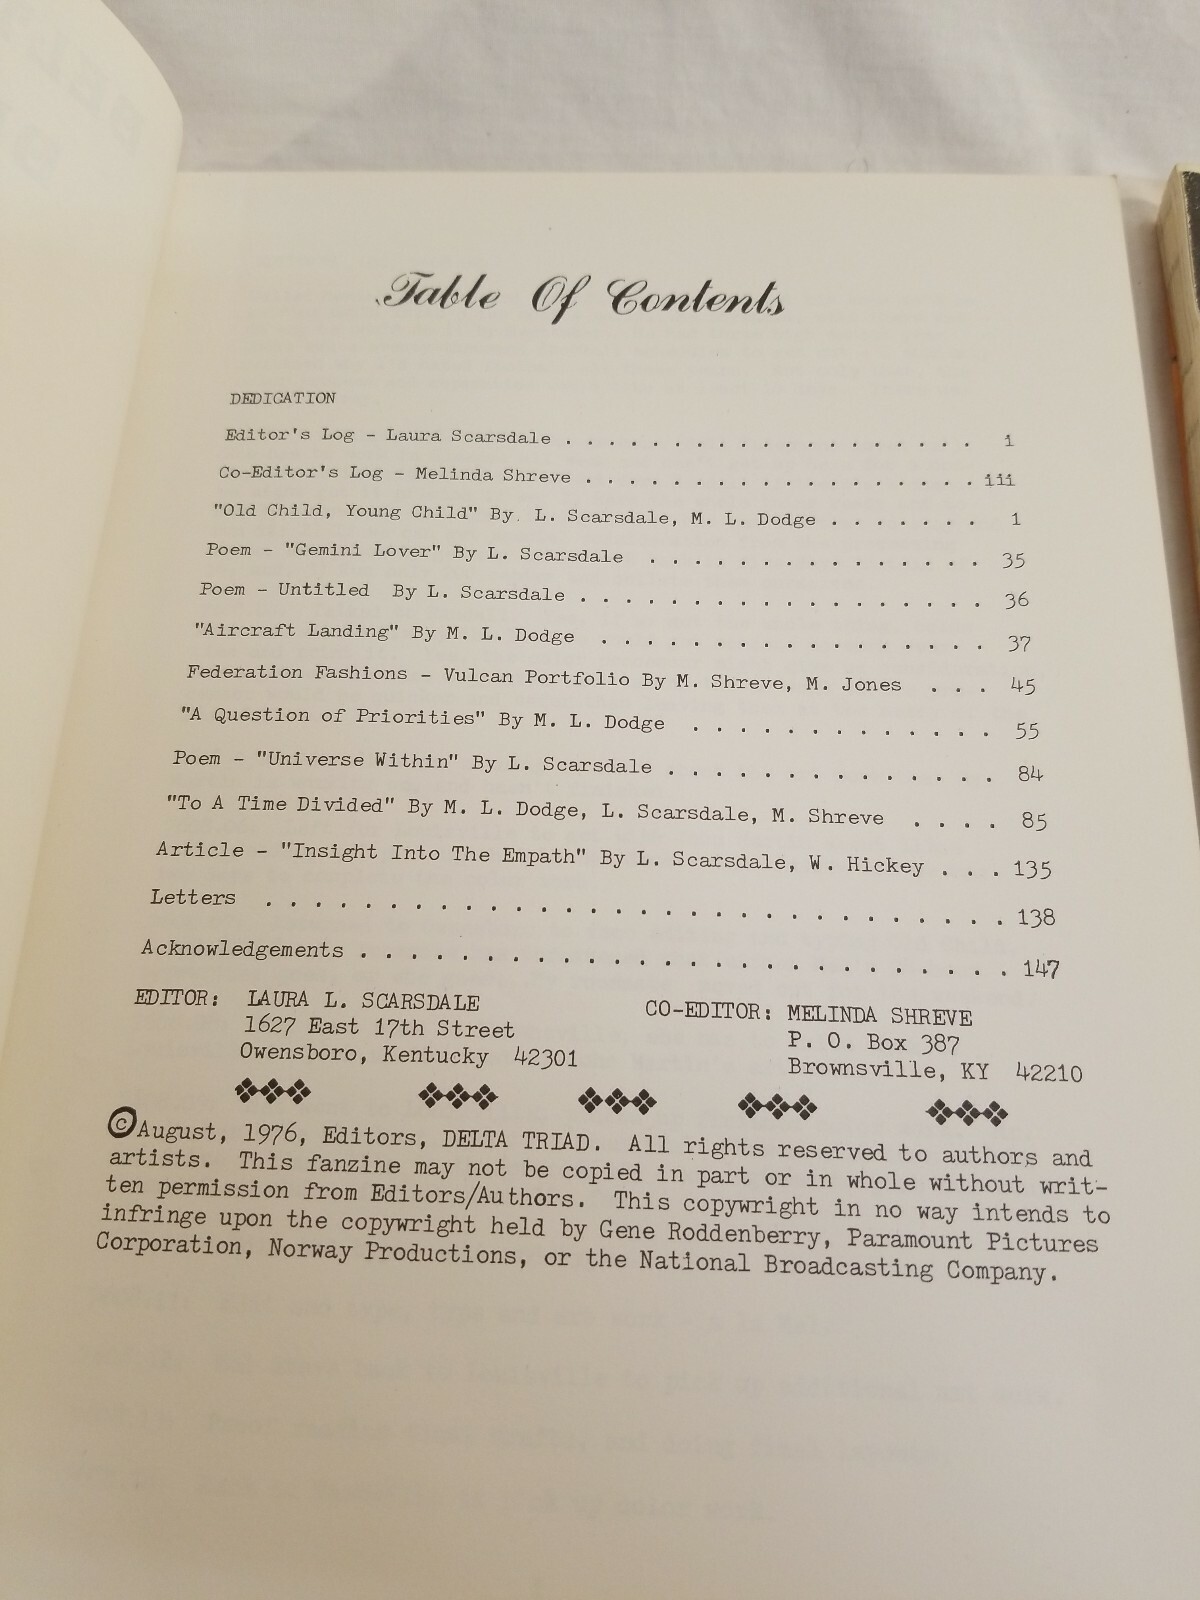 Table Of Contents
DEDICATION
Editor's Log - Laura Scarsdale . . . . . . . . . . . . . . . . . . . 1
Co-Editor's Log - Melinda Shreve . . . . . . . . . . . . . . . . . . 111
"Old Child, Young Child" By. L. Scarsdale, M. L. Dodge . . . . . . . 1
Poem - "Gemini Lover" By L. Scarsdale . . . . . . . . . . . . . . 35
Poem - Untitled By L. Scarsdale . . . . . . . . . . . . . . . . . 36
"Aircraft Landing" By M. L. Dodge . . . . . . . . . . . . . . . . 37
Federation Fashions - Vulcan Portfolio By M. Shreve, M. Jones . . . 45
"A Question of Priorities" By M. L. Dodge . . . . . . . . . . . . 55
Poem - "Universe Within" By L. Scarsdale . . . . . . . . . . . . . 84
"To A Time Divided" By M. L. Dodge, L. Scarsdale, M. Shreve . . . . 85
Article - "Insight Into The Empath" By L. Scarsdale, W. Hickey . . . 135
Letters . . . . . . . . . . . . . . . . . . . . . . . . . . . . . . . 138
Acknowledgements . . . . . . . . . . . . . . . . . . . . . . . . . . 147
EDITOR: LAURA L. SCARSDALE
1627 East 17th Street
Owensboro, Kentucky 42301
CO-EDITOR: MELINDA SHREVE
P. O. Box 387
Brownsville, KY 42210
©August, 1976, Editors, DELTA TRIAD. All rights reserved to authors and
artists. This fanzine may not be copied in part or in whole without writ-
ten permission from Editors/Authors. This copywright in no way intends to
infringe upon the copywright held by Gene Roddenberry, Paramount Pictures
Corporation, Norway Productions, or the National Broadcasting Company.